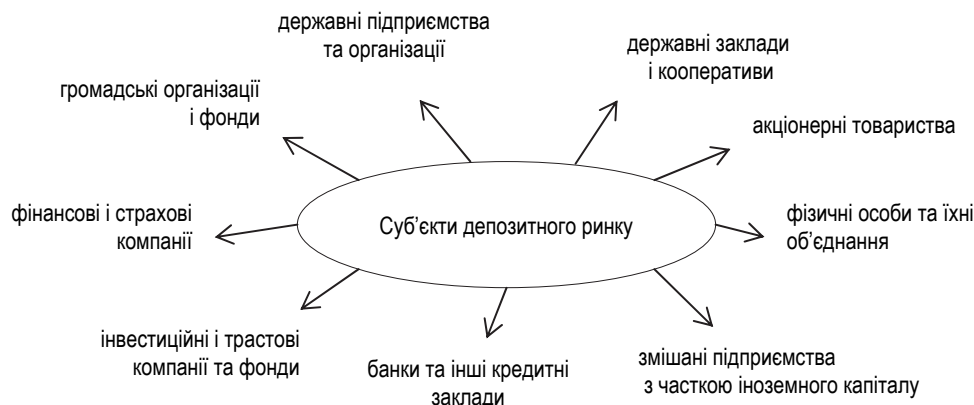 державні підприємства
та організації
державні заклади
і кооперативи
громадські організації
і фонди
акціонерні товариства
фінансові і страхові
компанії
Суб’єкти депозитного ринку
фізичні особи та їхні
об’єднання
інвестиційні і трастові
компанії та фонди
банки та інші кредитні
заклади
змішані підприємства
з часткою іноземного капіталу